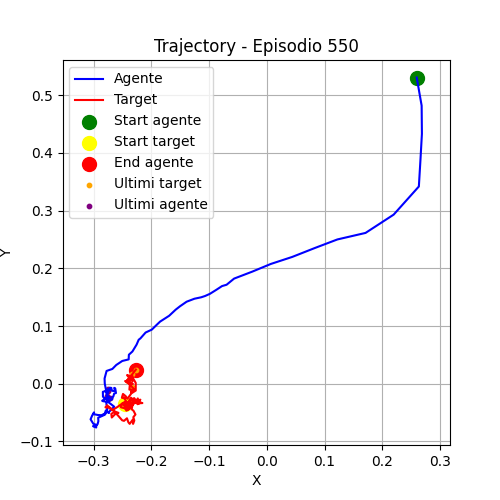 Trajectory - Episodio 550
Agente
Target
Start agente
Start target
End agente
Ultimi target
Ultimi agente
0.5
0.4
0.3
0.2
0.1
0.0
−0.1
Y
−0.3
−0.2
−0.1
0.0
0.1
0.2
0.3
X